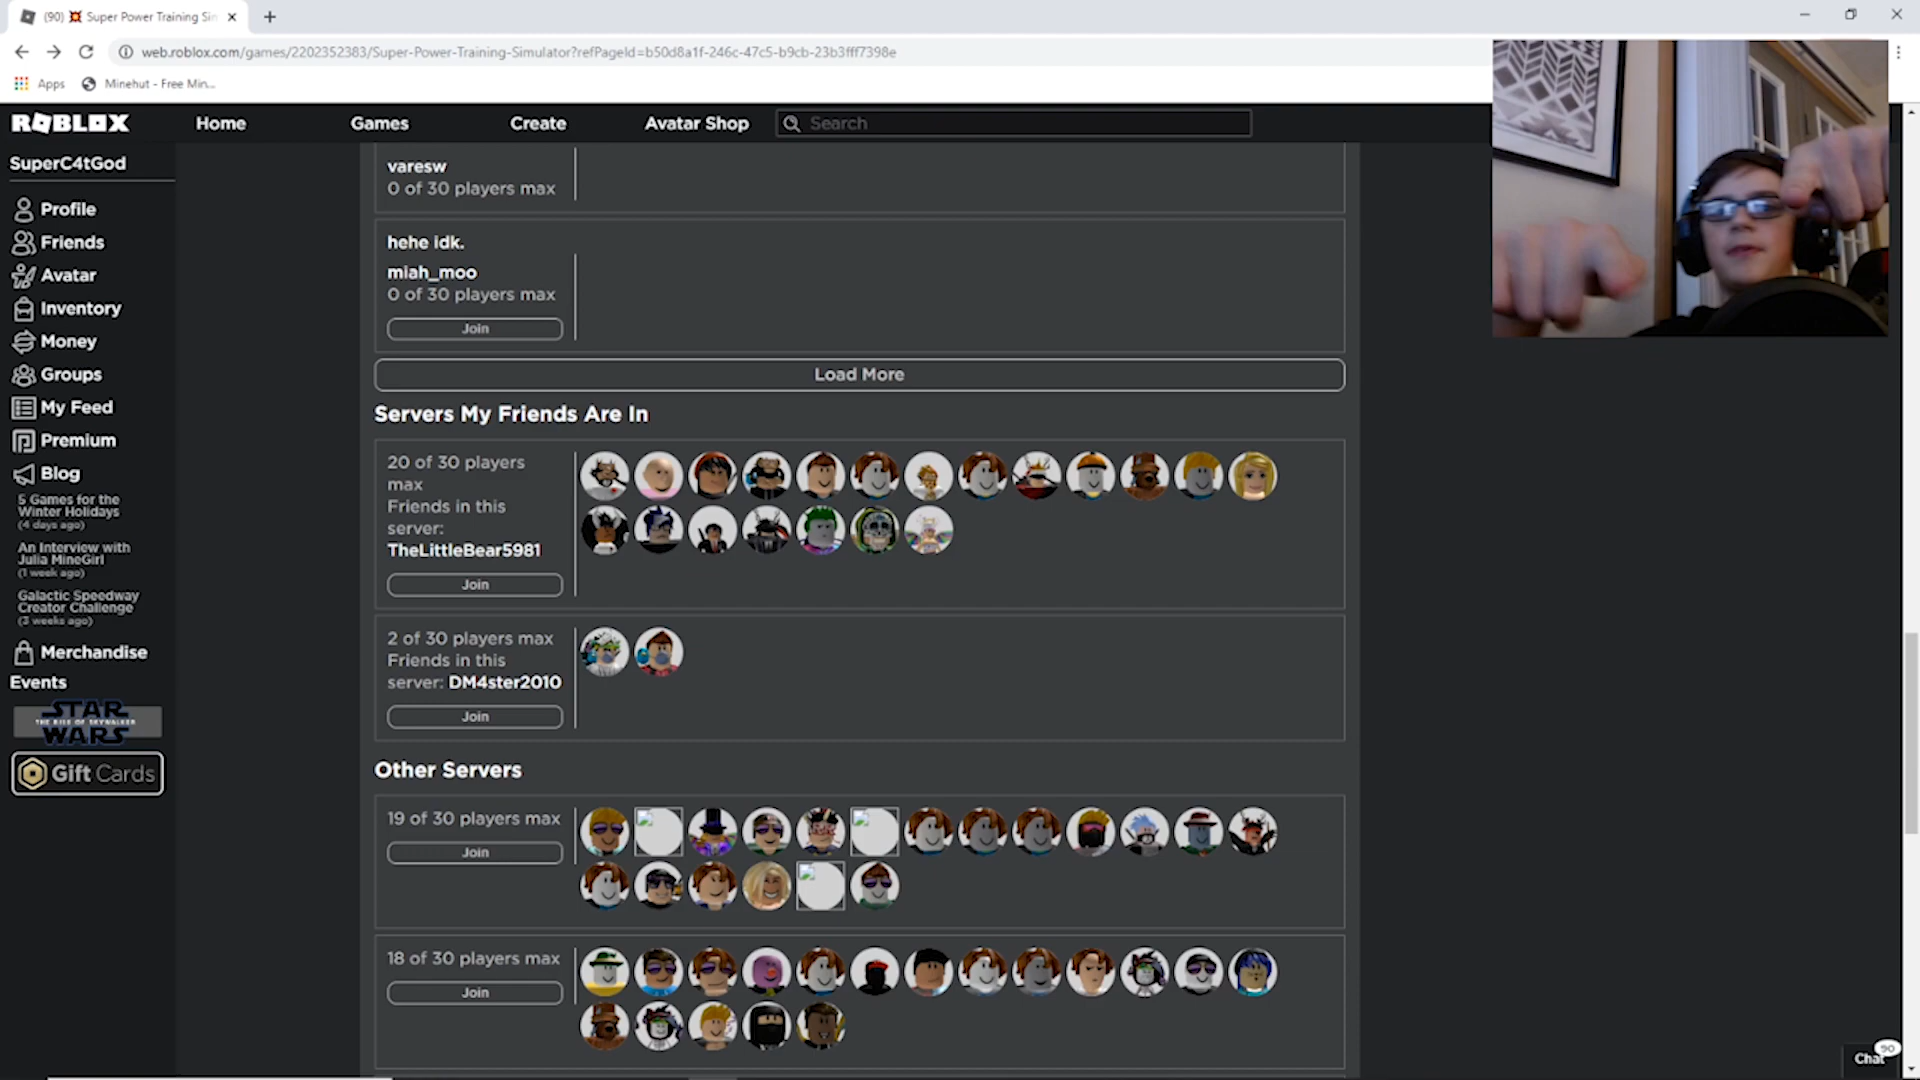 (90) 💥 Super Power Training Sim
web.roblox.com/games/2202352383/Super-Power-Training-Simulator?refPageId=b50d8a1f-246c-47c5-b9cb-23b3fff7398e
Apps Minehut - Free Min...
ROBLOX Home Games Create Avatar Shop Search
SuperC4tGod
Profile
Friends
Avatar
Inventory
Money
Groups
My Feed
Premium
Blog
5 Games for the
Winter Holidays
(4 days ago)
An Interview with
Julia MineGirl
(1 week ago)
Galactic Speedway
Creator Challenge
(3 weeks ago)
Merchandise
Events
STAR
THE RISE OF SKYWALKER
WARS
Gift Cards
varesw
0 of 30 players max
hehe idk.
miah_moo
0 of 30 players max
Join
Load More
Servers My Friends Are In
20 of 30 players
max
Friends in this
server:
TheLittleBear5981
Join
2 of 30 players max
Friends in this
server: DM4ster2010
Join
Other Servers
19 of 30 players max
Join
18 of 30 players max
Join
Chat 90